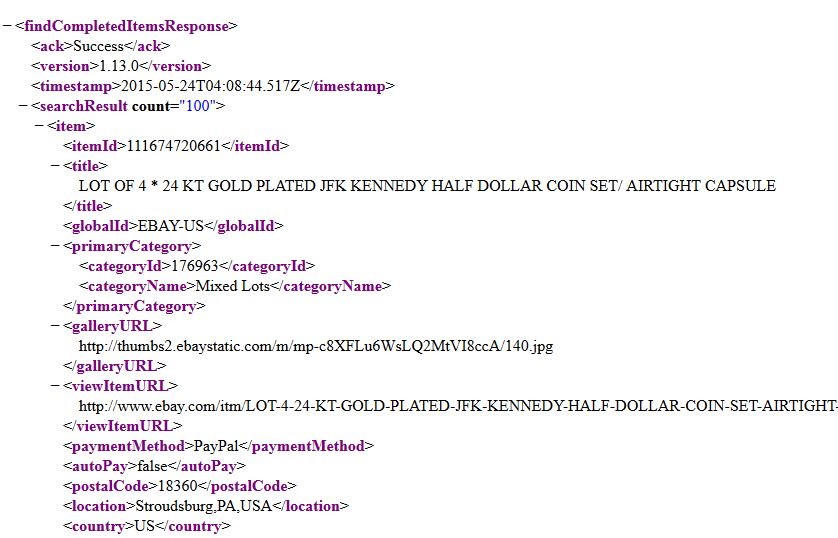 − <findCompletedItemsResponse>
<ack>Success</ack>
<version>1.13.0</version>
<timestamp>2015-05-24T04:08:44.517Z</timestamp>
− <searchResult count="100">
− <item>
<itemId>111674720661</itemId>
− <title>
LOT OF 4 * 24 KT GOLD PLATED JFK KENNEDY HALF DOLLAR COIN SET/ AIRTIGHT CAPSULE
</title>
<globalId>EBAY-US</globalId>
− <primaryCategory>
<categoryId>176963</categoryId>
<categoryName>Mixed Lots</categoryName>
</primaryCategory>
− <galleryURL>
http://thumbs2.ebaystatic.com/m/mp-c8XFLu6WsLQ2MtVI8ccA/140.jpg
</galleryURL>
− <viewItemURL>
http://www.ebay.com/itm/LOT-4-24-KT-GOLD-PLATED-JFK-KENNEDY-HALF-DOLLAR-COIN-SET-AIRTIGHT-
</viewItemURL>
<paymentMethod>PayPal</paymentMethod>
<autoPay>false</autoPay>
<postalCode>18360</postalCode>
<location>Stroudsburg,PA,USA</location>
<country>US</country>